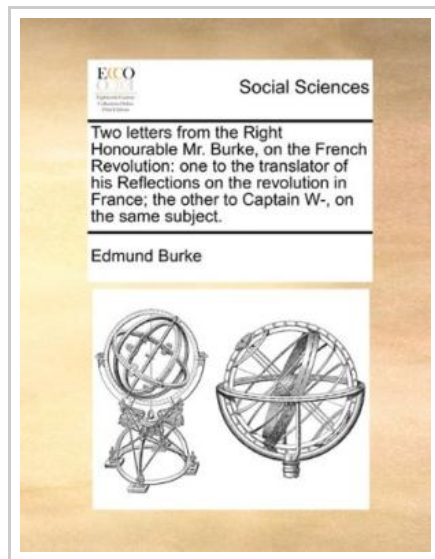 ECCO
Social Sciences
Two letters from the Right
Honourable Mr. Burke, on the French
Revolution: one to the translator of
his Reflections on the revolution in
France; the other to Captain W-, on
the same subject.
Edmund Burke